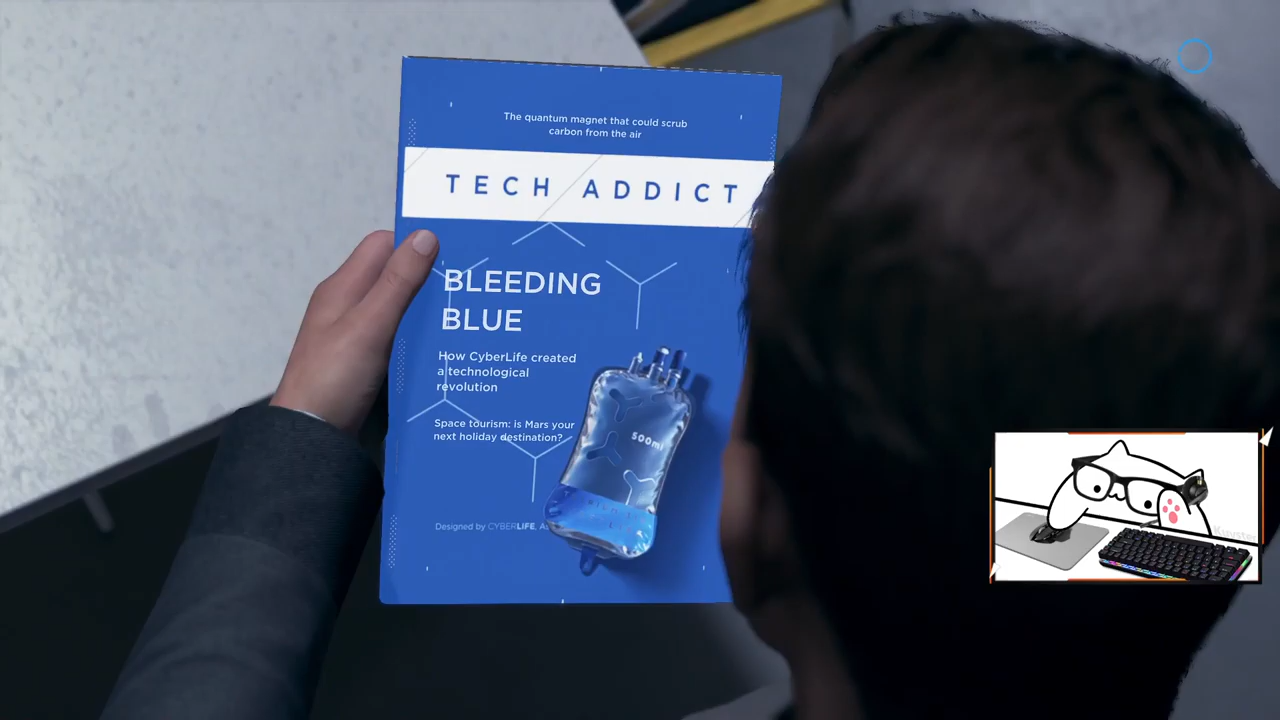 The quantum magnet that could scrub
carbon from the air
TECH ADDICT
BLEEDING
BLUE
How CyberLife created
a technological
revolution
Space tourism: is Mars your
next holiday destination?
500ml
Designed by CYBERLIFE.